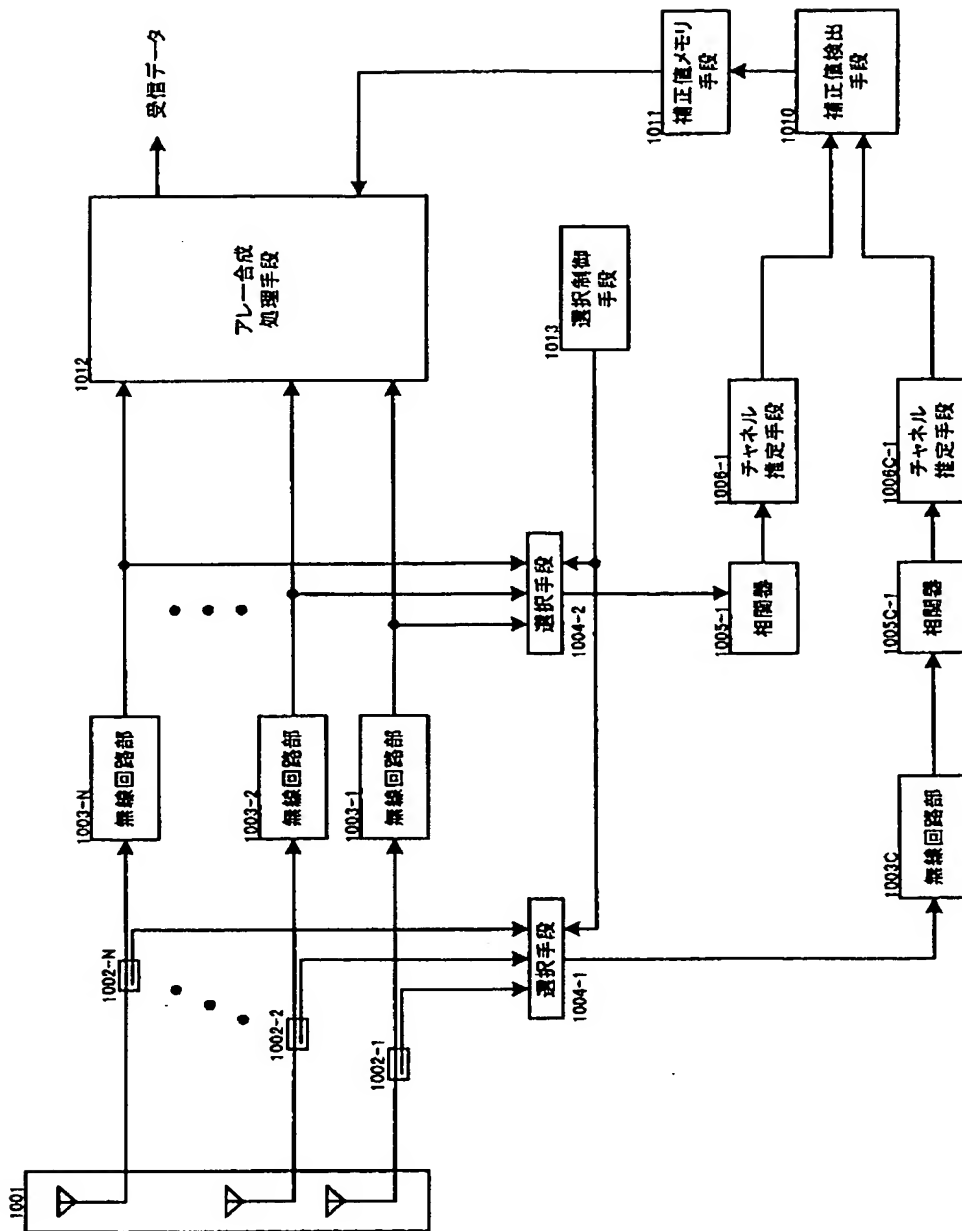 1001
1002-N
1002-2
1002-1
1003-N
無線回路部
1003-2
無線回路部
1003-1
無線回路部
1012
アレー合成
処理手段
受信データ
選択手段
1004-1
選択手段
1004-2
1013
選択制御
手段
1011
補正値メモリ
手段
1010
補正値検出
手段
1005-1
相関器
1006-1
チャネル
推定手段
1003C
無線回路部
1005C-1
相関器
1006C-1
チャネル
推定手段